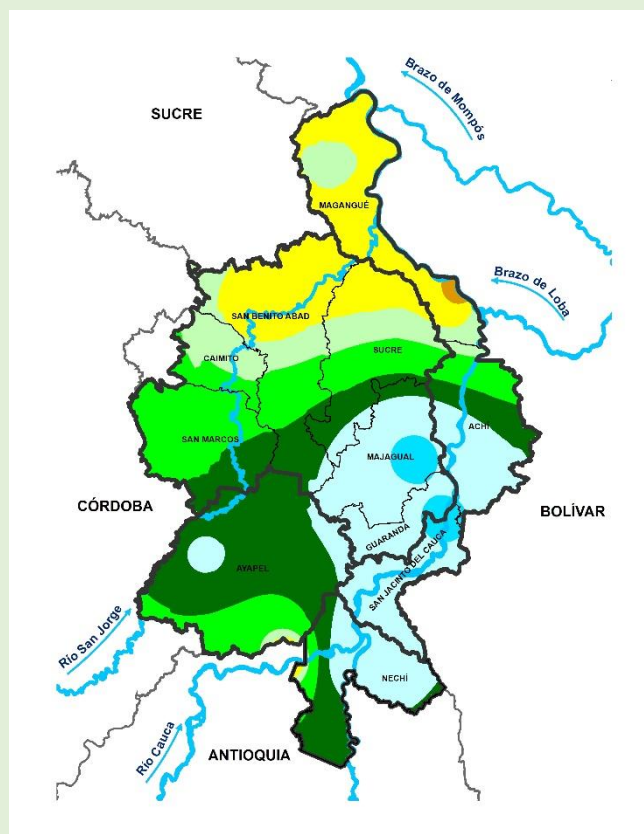 Brazo de Mompós
SUCRE
MAGANGUÉ
Brazo de Loba
SAN BENITO ABAD
SUCRE
CAIMITO
ACHÍ
SAN MARCOS
MAJAGUAL
CÓRDOBA
BOLÍVAR
GUARANDA
AYAPEL
SAN JACINTO DEL CAUCA
Río San Jorge
NECHÍ
Río Cauca
ANTIOQUIA